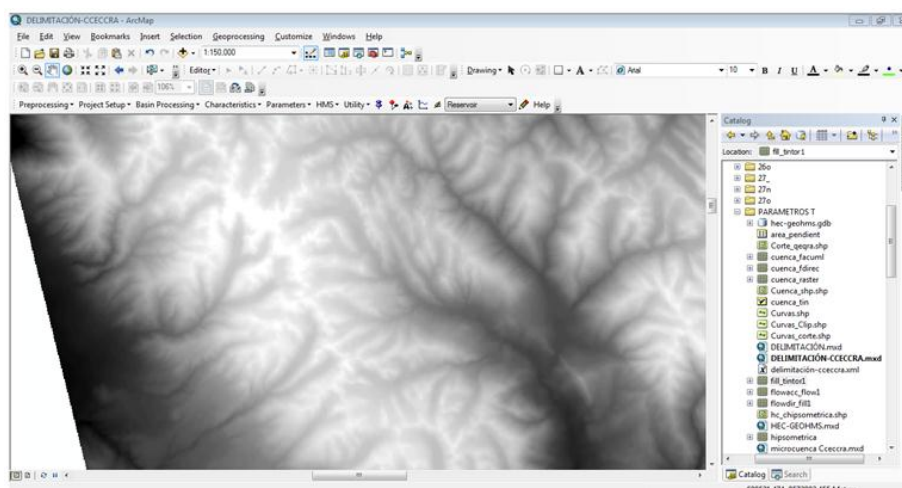 DELIMITACIÓN-CCECCRA - ArcMap
File Edit View Bookmarks Insert Selection Geoprocessing Customize Windows Help
1:150,000
Editor Drawing Arial 10 B I U A
106%
Preprocessing Project Setup Basin Processing Characteristics Parameters HMS Utility Reservoir Help
Catalog
Location: fill_tintor1
26o
27_
27n
27o
PARAMETROS T
hec-geohms.gdb
area_pendient
Corte_qeqra.shp
cuenca_facuml
cuenca_fdirec
cuenca_raster
Cuenca_shp.shp
cuenca_tin
Curvas.shp
Curvas_Clip.shp
Curvas_corte.shp
DELIMITACIÓN.mxd
DELIMITACIÓN-CCECCRA.mxd
delimitación-cceccra.xml
fill_tintor1
flowacc_flow1
flowdir_fill1
hc_chipsometrica.shp
HEC-GEOHMS.mxd
hipsometrica
microcuenca Cceccra.mxd
Catalog Search